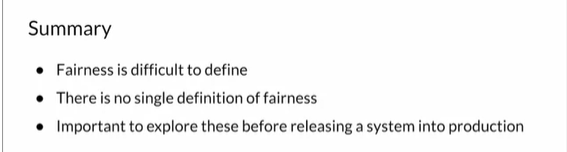 Summary
• Fairness is difficult to define
• There is no single definition of fairness
• Important to explore these before releasing a system into production